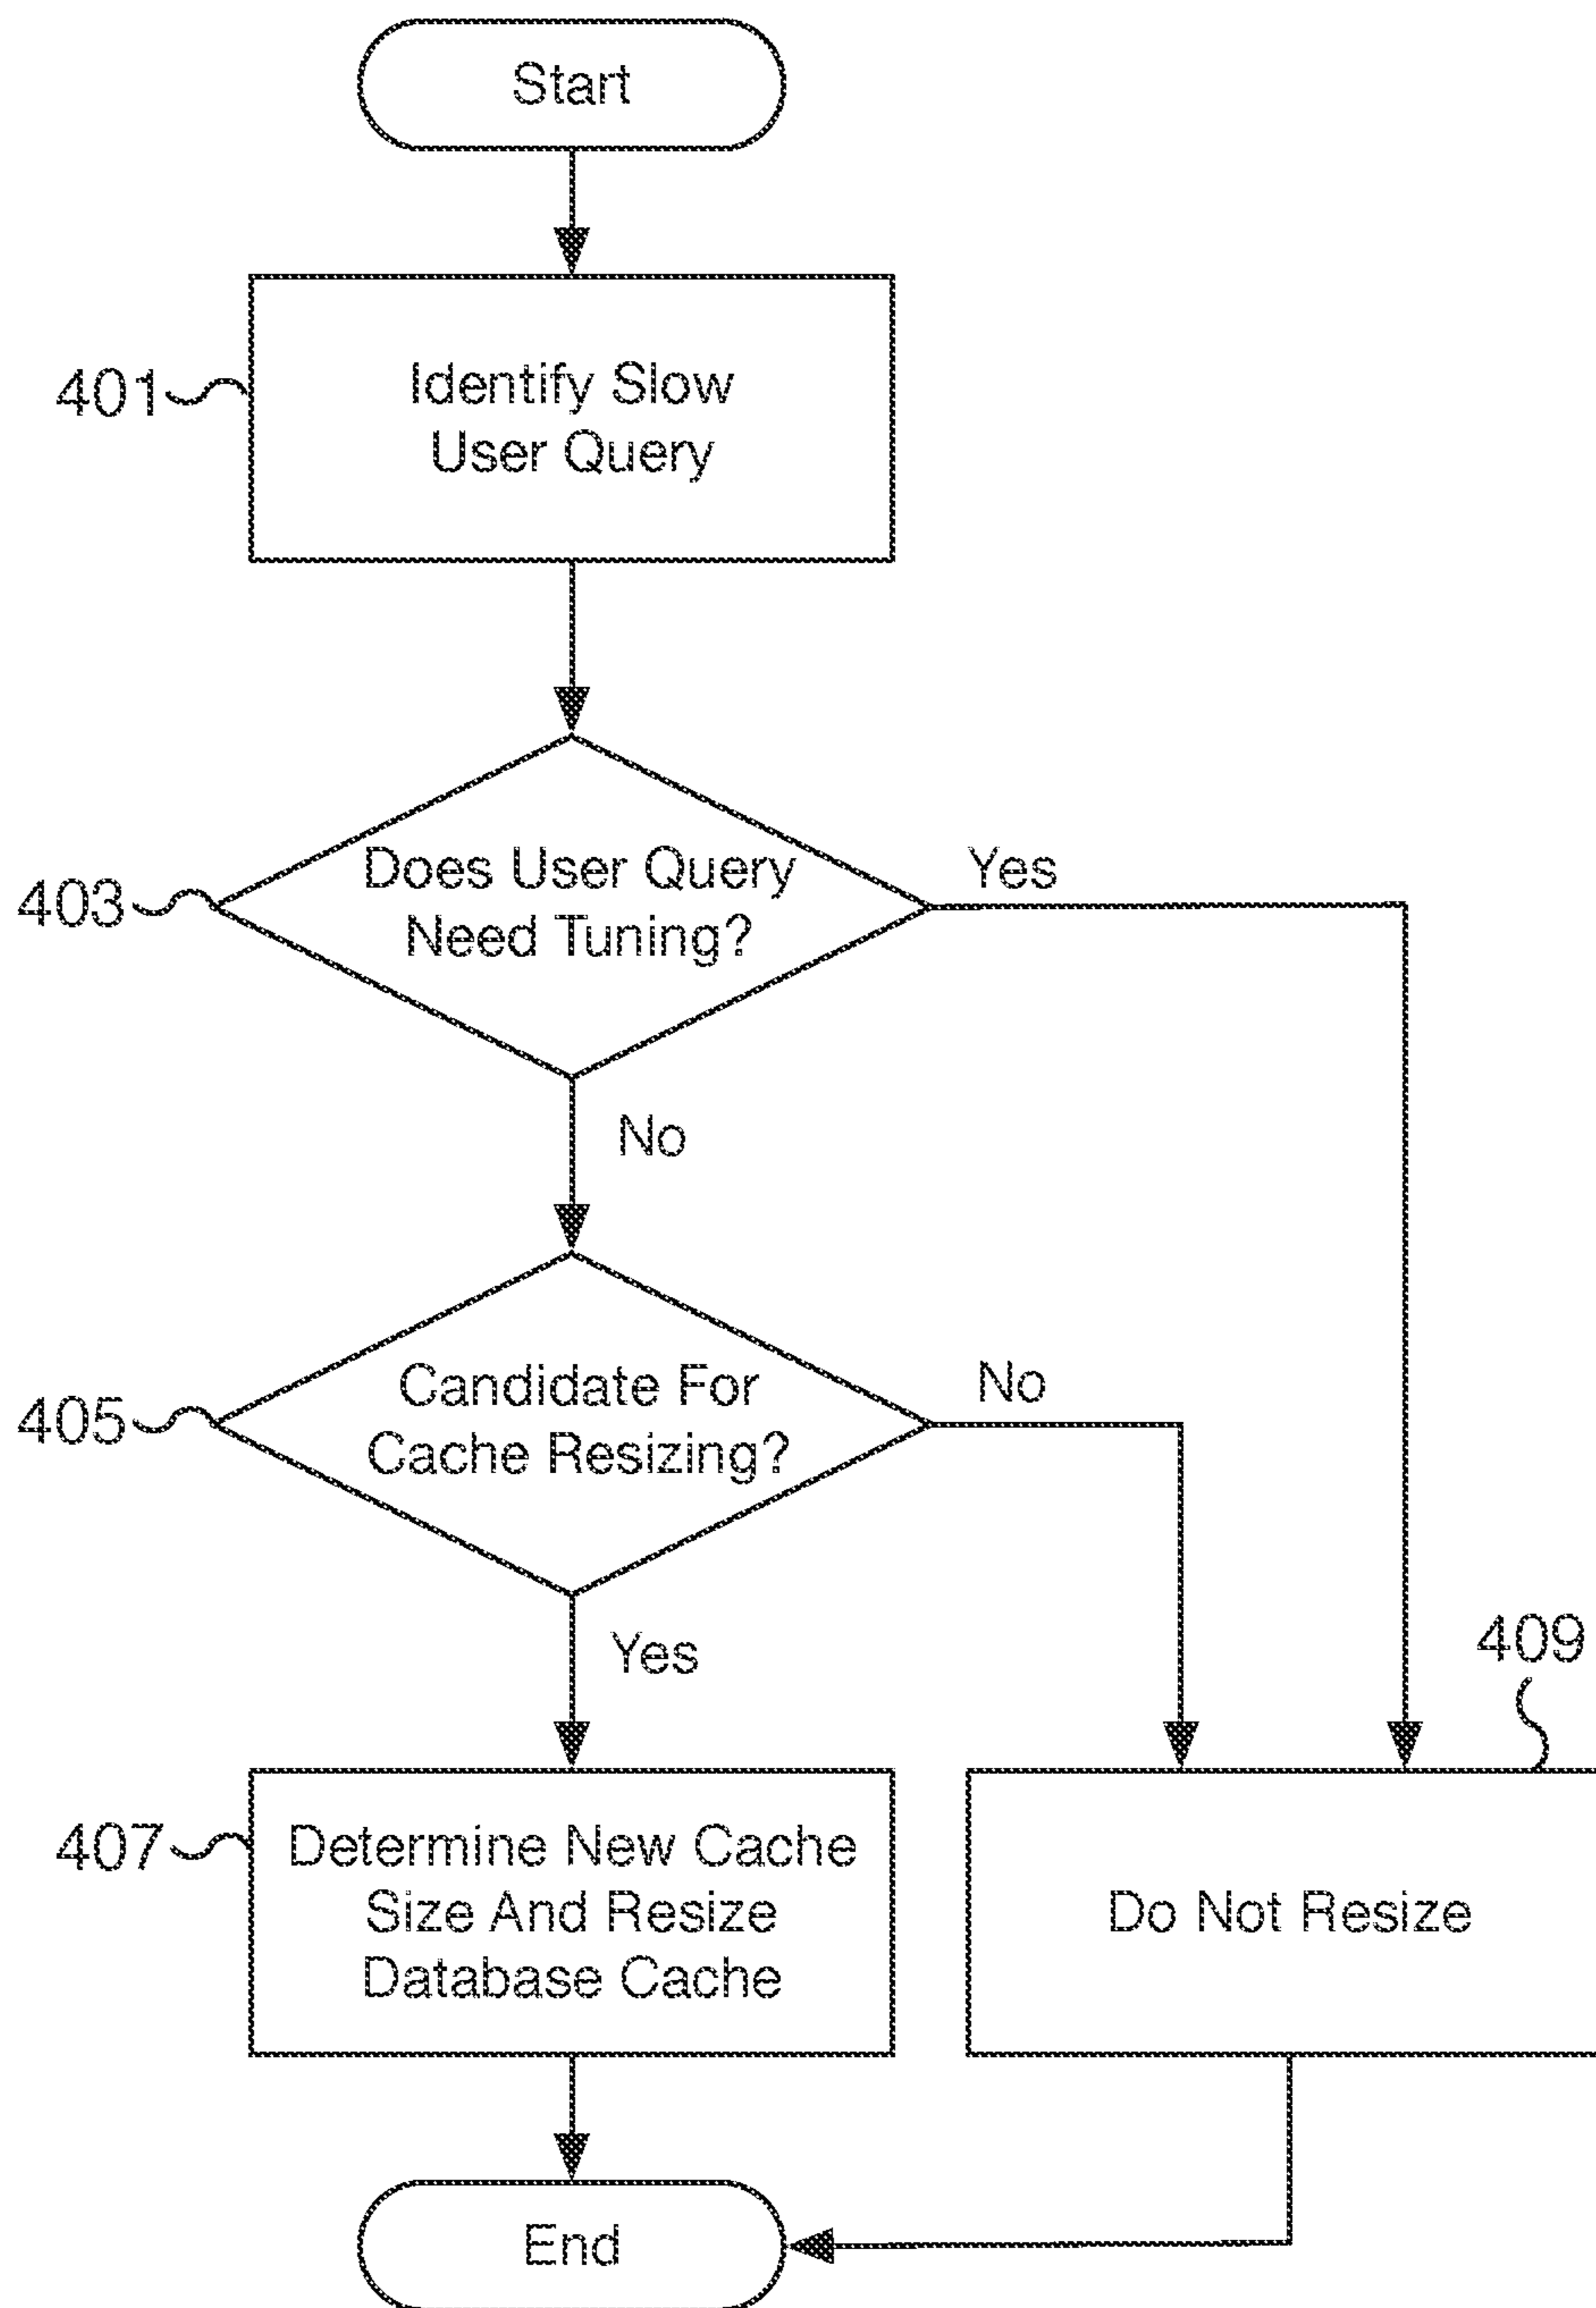 Start
401
Identify Slow
User Query
403
Does User Query
Need Tuning?
Yes
No
405
Candidate For
Cache Resizing?
No
Yes
409
407
Determine New Cache
Size And Resize
Database Cache
Do Not Resize
End